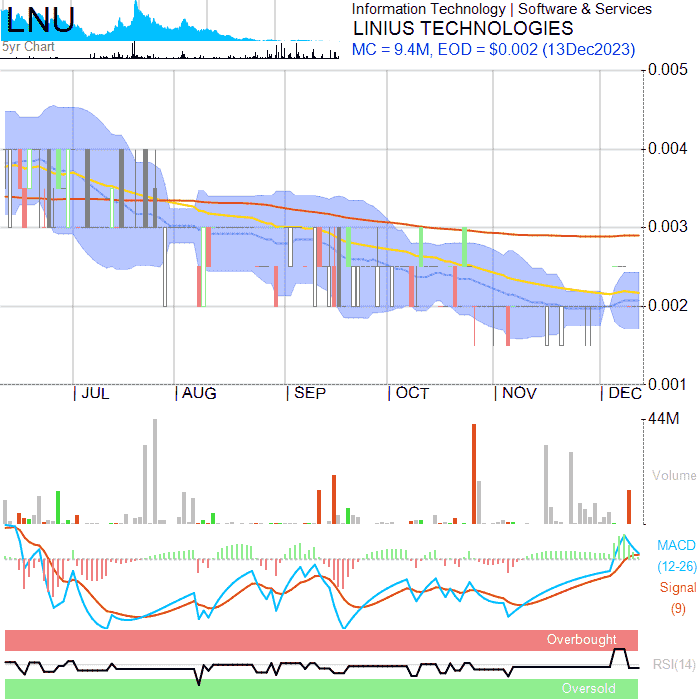 LNU
5yr Chart
Information Technology | Software & Services
LINIUS TECHNOLOGIES
MC = 9.4M, EOD = $0.002 (13Dec2023)
0.005
0.004
0.003
0.002
0.001
| JUL | AUG | SEP | OCT | NOV | DEC
44M
Volume
MACD
(12-26)
Signal
(9)
Overbought
RSI(14)
Oversold